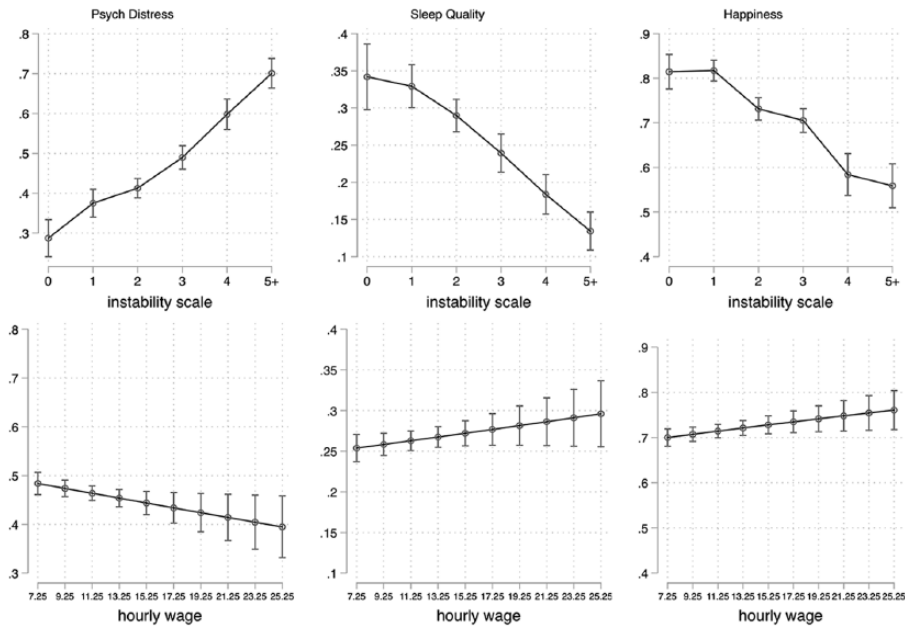 Psych Distress
Sleep Quality
Happiness
.8
.7
.6
.5
.4
.3
0 1 2 3 4 5+
instability scale
.4
.35
.3
.25
.2
.15
.1
0 1 2 3 4 5+
instability scale
.9
.8
.7
.6
.5
.4
0 1 2 3 4 5+
instability scale
.8
.7
.6
.5
.4
.3
7.25 9.25 11.25 13.25 15.25 17.25 19.25 21.25 23.25 25.25
hourly wage
.4
.35
.3
.25
.2
.15
.1
7.25 9.25 11.25 13.25 15.25 17.25 19.25 21.25 23.25 25.25
hourly wage
.9
.8
.7
.6
.5
.4
7.25 9.25 11.25 13.25 15.25 17.25 19.25 21.25 23.25 25.25
hourly wage